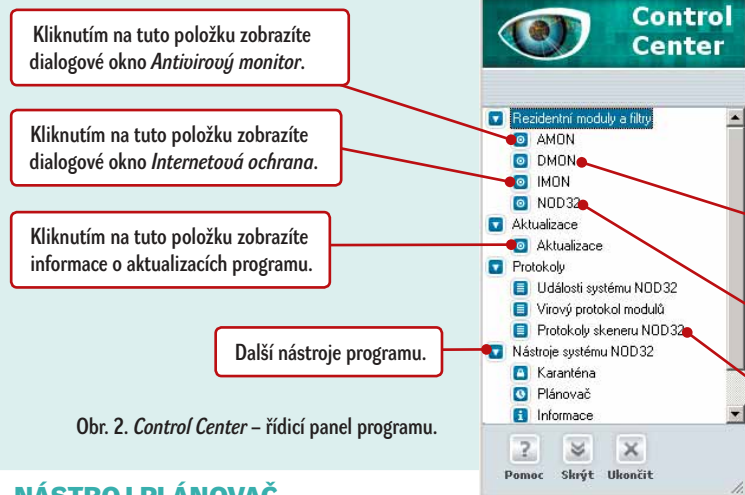 Kliknutím na tuto položku zobrazíte
dialogové okno Antivirový monitor.
Kliknutím na tuto položku zobrazíte
dialogové okno Internetová ochrana.
Kliknutím na tuto položku zobrazíte
informace o aktualizacích programu.
Další nástroje programu.
Obr. 2. Control Center – řídicí panel programu.
NÁSTROJ PLÁNOVAČ
Control
Center
Rezidentní moduly a filtry
AMON
DMON
IMON
NOD32
Aktualizace
Aktualizace
Protokoly
Události systému NOD32
Virový protokol modulů
Protokoly skeneru NOD32
Nástroje systému NOD32
Karanténa
Plánovač
Informace
Pomoc Skrýt Ukončit